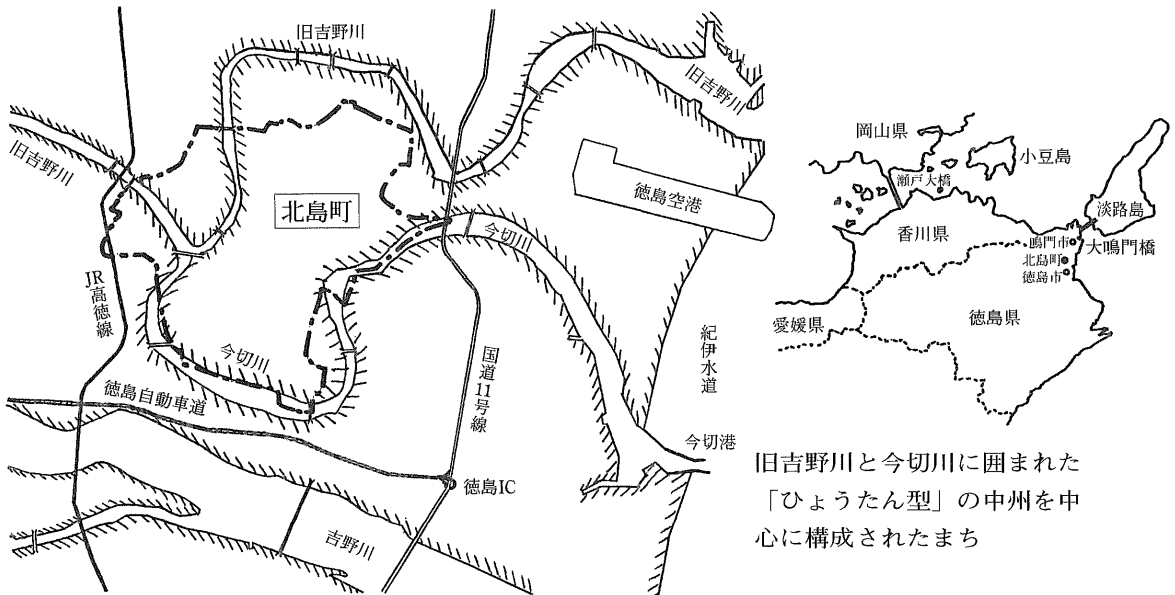 旧吉野川
旧吉野川
旧吉野川
北島町
徳島空港
今切川
JR高徳線
今切川
国道11号線
紀伊水道
徳島自動車道
今切港
徳島IC
吉野川
岡山県
小豆島
瀬戸大橋
淡路島
香川県
鳴門市
大鳴門橋
北島町
徳島市
愛媛県
徳島県
旧吉野川と今切川に囲まれた
「ひょうたん型」の中州を中
心に構成されたまち